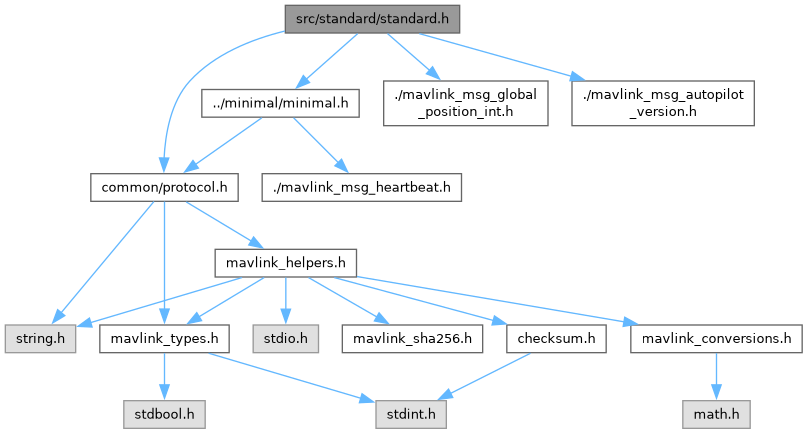 src/standard/standard.h
../minimal/minimal.h
./mavlink_msg_global
_position_int.h
./mavlink_msg_autopilot
_version.h
common/protocol.h
./mavlink_msg_heartbeat.h
mavlink_helpers.h
string.h
mavlink_types.h
stdio.h
mavlink_sha256.h
checksum.h
mavlink_conversions.h
stdbool.h
stdint.h
math.h